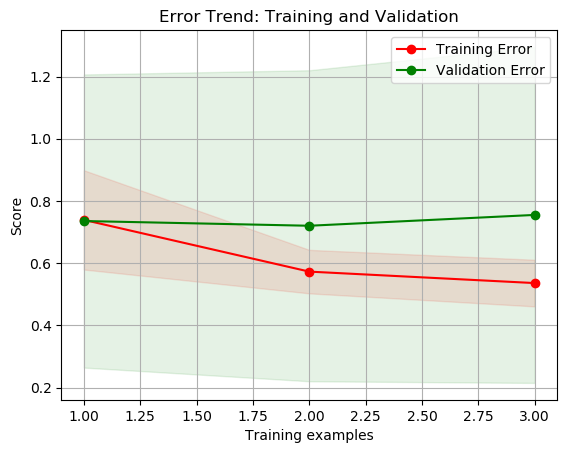 Error Trend: Training and Validation
Training Error
Validation Error
Score
1.2
1.0
0.8
0.6
0.4
0.2
1.00 1.25 1.50 1.75 2.00 2.25 2.50 2.75 3.00
Training examples